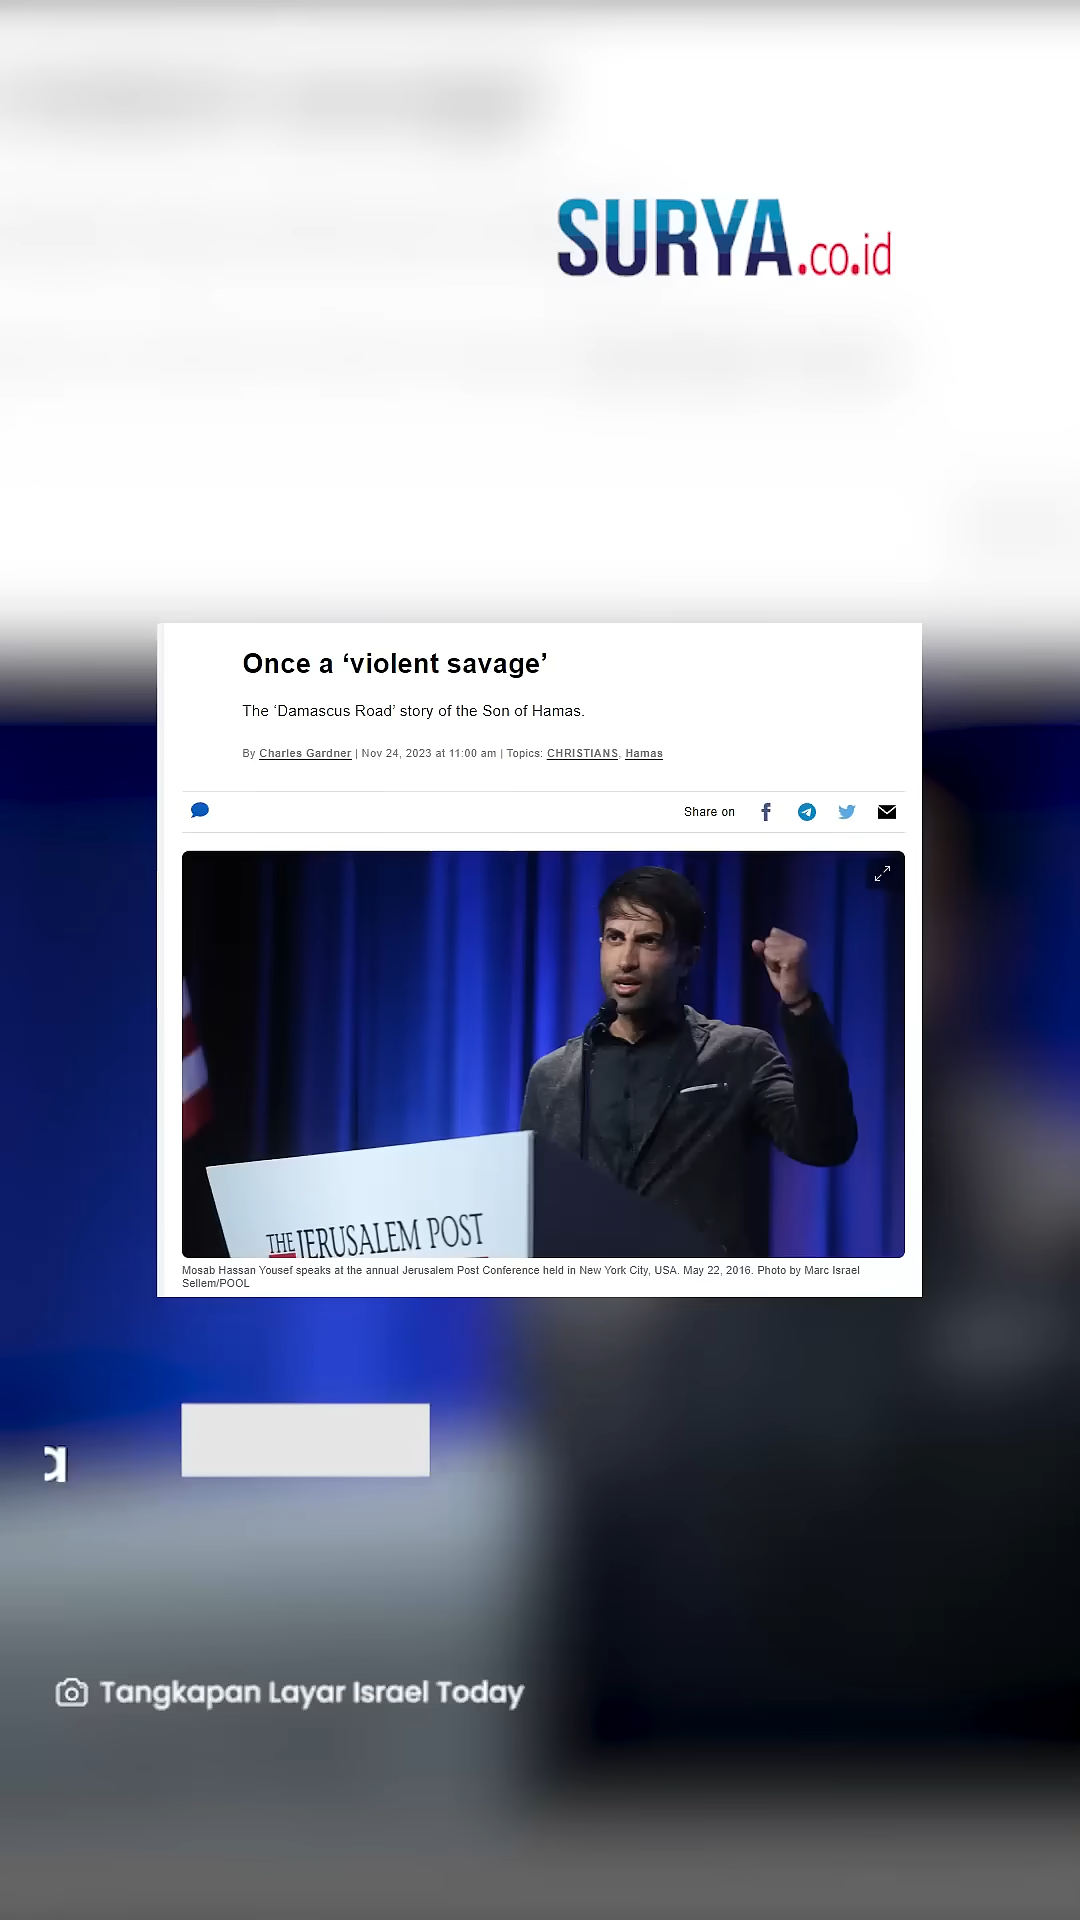 SURYA.co.id
Once a ‘violent savage’
The ‘Damascus Road’ story of the Son of Hamas.
By Charles Gardner | Nov 24, 2023 at 11:00 am | Topics: CHRISTIANS, Hamas
Share on
THE JERUSALEM POST
Mosab Hassan Yousef speaks at the annual Jerusalem Post Conference held in New York City, USA. May 22, 2016. Photo by Marc Israel
Sellem/POOL
Tangkapan Layar Israel Today